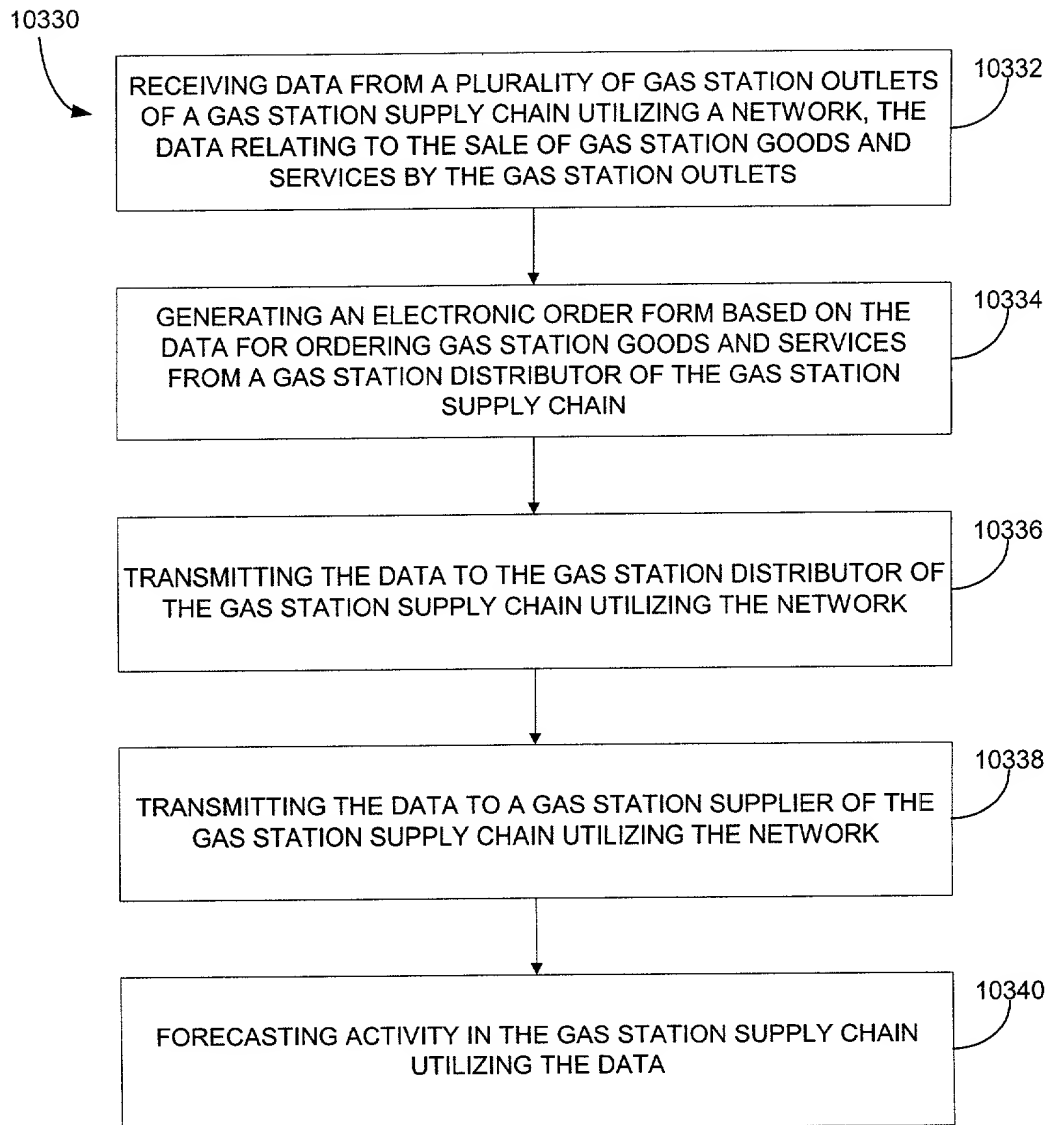 10330
10332
RECEIVING DATA FROM A PLURALITY OF GAS STATION OUTLETS
OF A GAS STATION SUPPLY CHAIN UTILIZING A NETWORK, THE
DATA RELATING TO THE SALE OF GAS STATION GOODS AND
SERVICES BY THE GAS STATION OUTLETS
10334
GENERATING AN ELECTRONIC ORDER FORM BASED ON THE
DATA FOR ORDERING GAS STATION GOODS AND SERVICES
FROM A GAS STATION DISTRIBUTOR OF THE GAS STATION
SUPPLY CHAIN
10336
TRANSMITTING THE DATA TO THE GAS STATION DISTRIBUTOR OF
THE GAS STATION SUPPLY CHAIN UTILIZING THE NETWORK
10338
TRANSMITTING THE DATA TO A GAS STATION SUPPLIER OF THE
GAS STATION SUPPLY CHAIN UTILIZING THE NETWORK
10340
FORECASTING ACTIVITY IN THE GAS STATION SUPPLY CHAIN
UTILIZING THE DATA